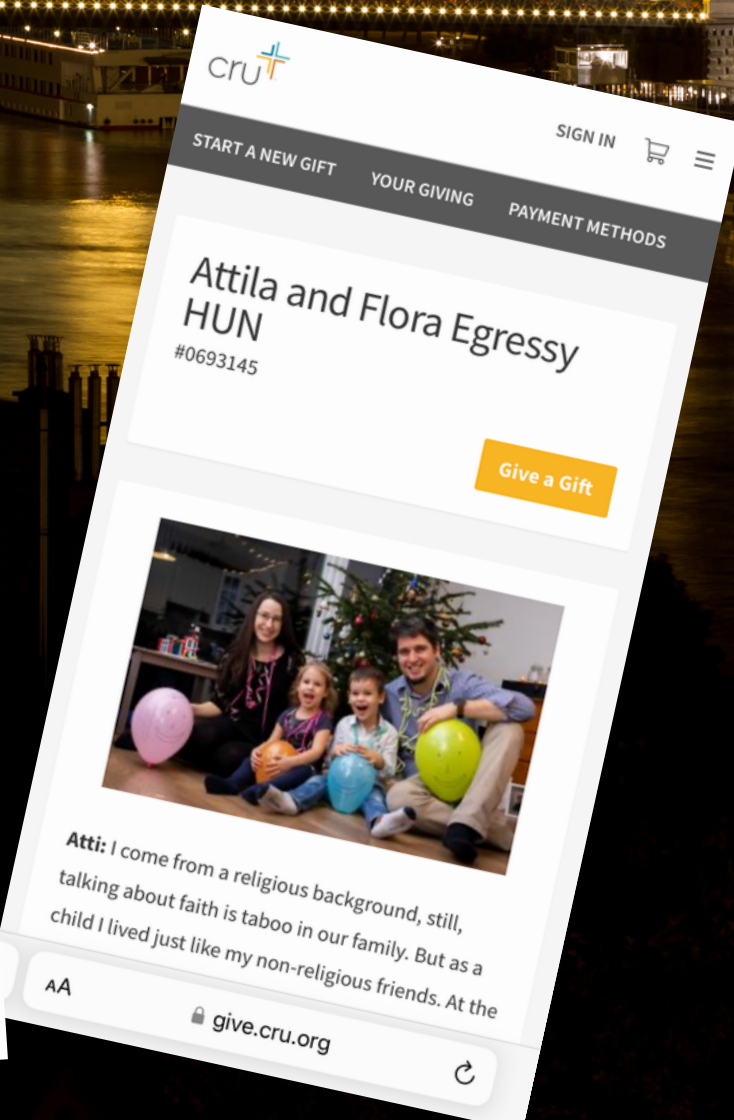 cru
SIGN IN
START A NEW GIFT YOUR GIVING PAYMENT METHODS
Attila and Flora Egressy
HUN
#0693145
Give a Gift
Atti: I come from a religious background, still,
talking about faith is taboo in our family. But as a
child I lived just like my non-religious friends. At the
AA give.cru.org